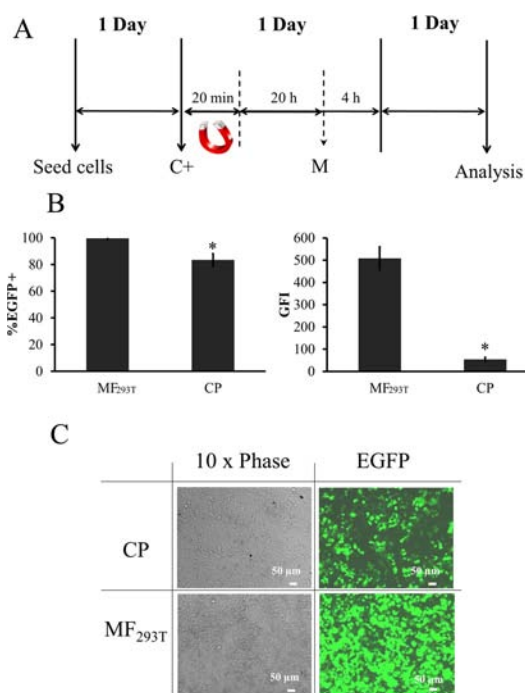 A
1 Day 1 Day 1 Day
20 min 20 h 4 h
Seed cells C+ M Analysis
B
%EGFP+
100
80
60
40
20
0
*
MF293T CP
GFI
600
500
400
300
200
100
0
*
MF293T CP
C
10 x Phase EGFP
CP
50 µm 50 µm
MF293T
50 µm 50 µm